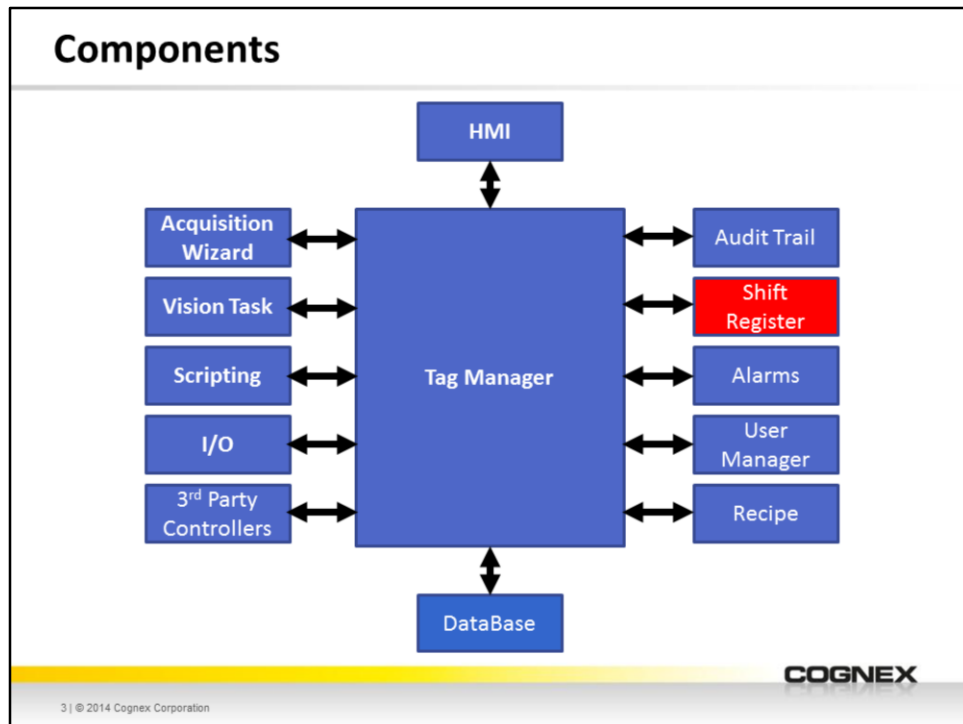 Components
HMI
Acquisition
Wizard
Vision Task
Scripting
I/O
3rd Party
Controllers
Tag Manager
Audit Trail
Shift
Register
Alarms
User
Manager
Recipe
DataBase
COGNEX
3 | © 2014 Cognex Corporation